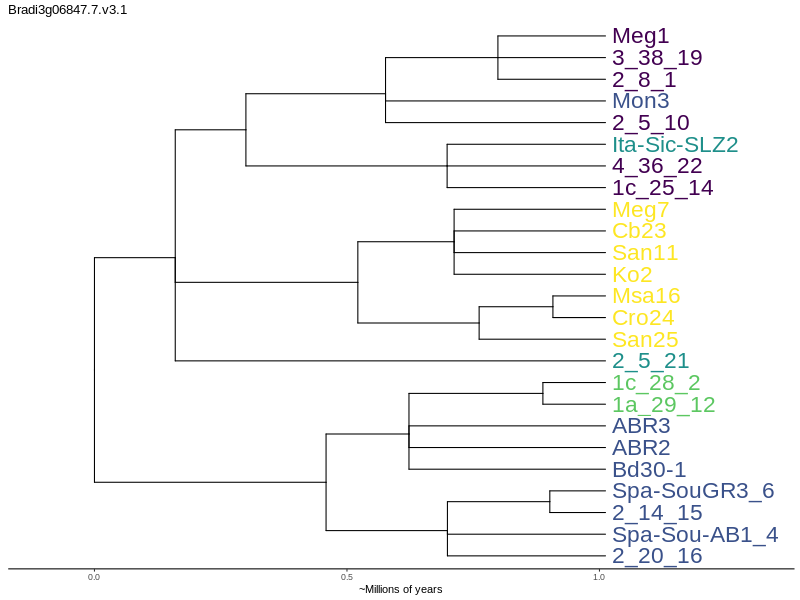 Bradi3g06847.7.v3.1
Meg1
3_38_19
2_8_1
Mon3
2_5_10
Ita-Sic-SLZ2
4_36_22
1c_25_14
Meg7
Cb23
San11
Ko2
Msa16
Cro24
San25
2_5_21
1c_28_2
1a_29_12
ABR3
ABR2
Bd30-1
Spa-SouGR3_6
2_14_15
Spa-Sou-AB1_4
2_20_16
0.0 0.5 1.0
~Millions of years